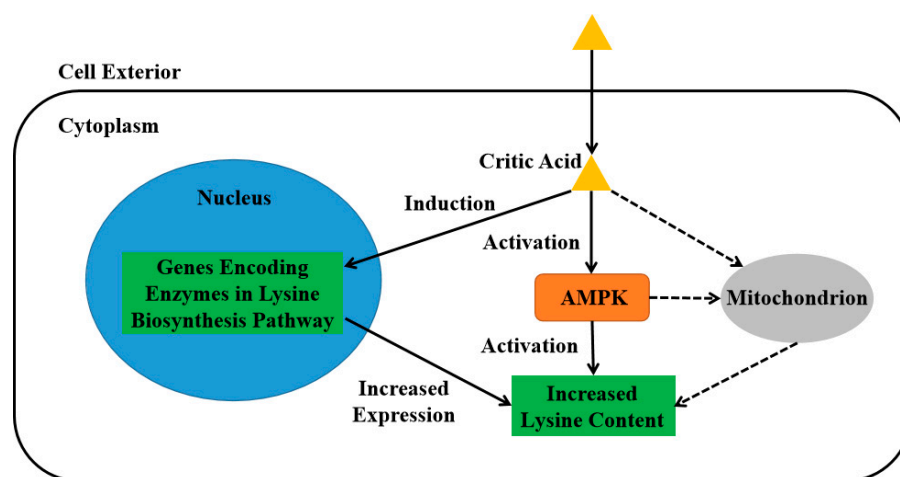 Cell Exterior
Cytoplasm
Critic Acid
Nucleus
Induction
Activation
Genes Encoding
Enzymes in Lysine
Biosynthesis Pathway
AMPK
Mitochondrion
Activation
Increased
Expression
Increased
Lysine Content